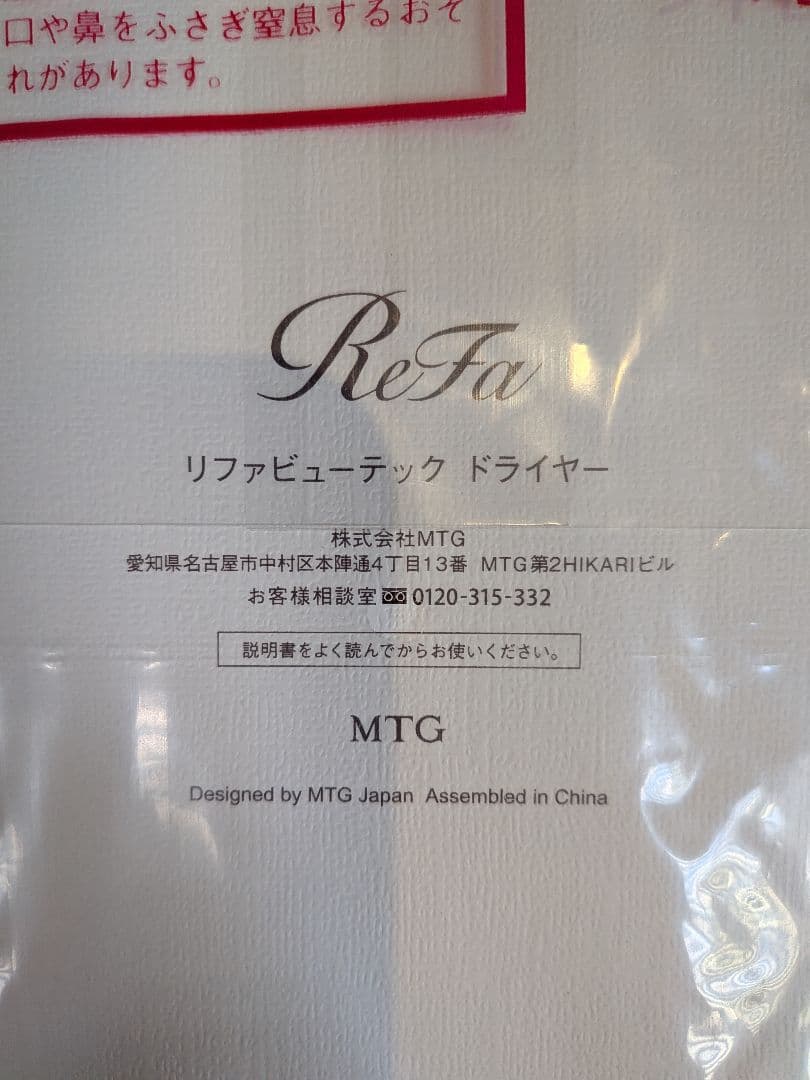 口や鼻をふさぎ窒息するおそ
れがあります。
ReFa
リファビューテック ドライヤー
株式会社MTG
愛知県名古屋市中村区本陣通4丁目13番 MTG第2HIKARIビル
お客様相談室 0120-315-332
説明書をよく読んでからお使いください。
MTG
Designed by MTG Japan Assembled in China